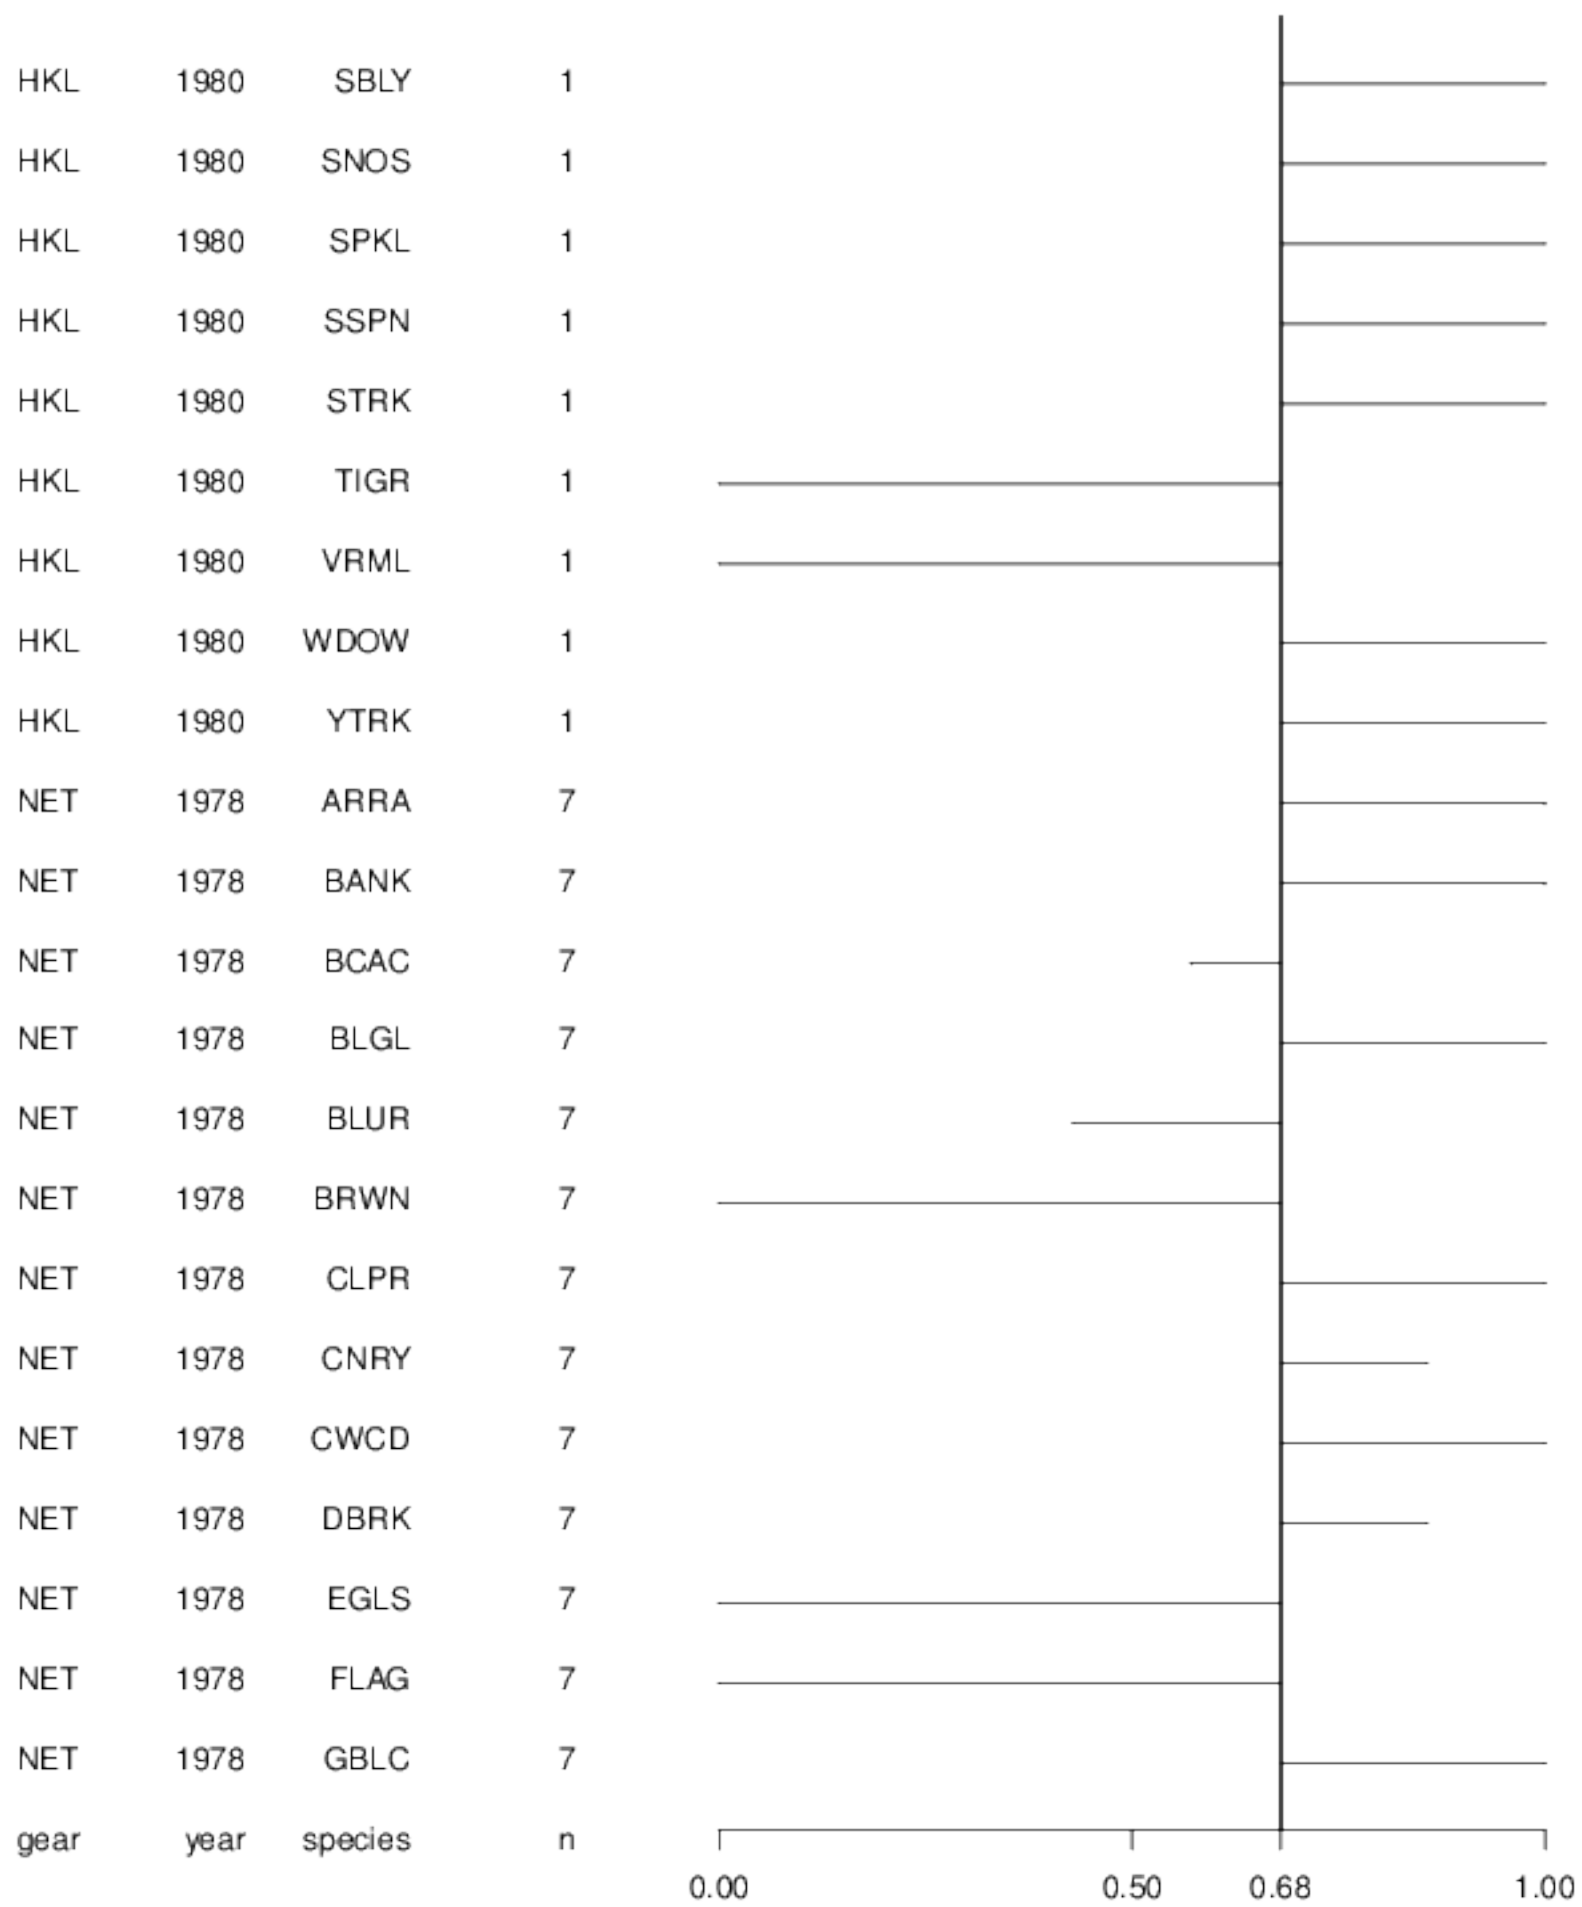 HKL 1980 SBLY 1
HKL 1980 SNOS 1
HKL 1980 SPKL 1
HKL 1980 SSPN 1
HKL 1980 STRK 1
HKL 1980 TIGR 1
HKL 1980 VRML 1
HKL 1980 WDOW 1
HKL 1980 YTRK 1
NET 1978 ARRA 7
NET 1978 BANK 7
NET 1978 BCAC 7
NET 1978 BLGL 7
NET 1978 BLUR 7
NET 1978 BRWN 7
NET 1978 CLPR 7
NET 1978 CNRY 7
NET 1978 CWCD 7
NET 1978 DBRK 7
NET 1978 EGLS 7
NET 1978 FLAG 7
NET 1978 GBLC 7
gear year species n
0.00 0.50 0.68 1.00